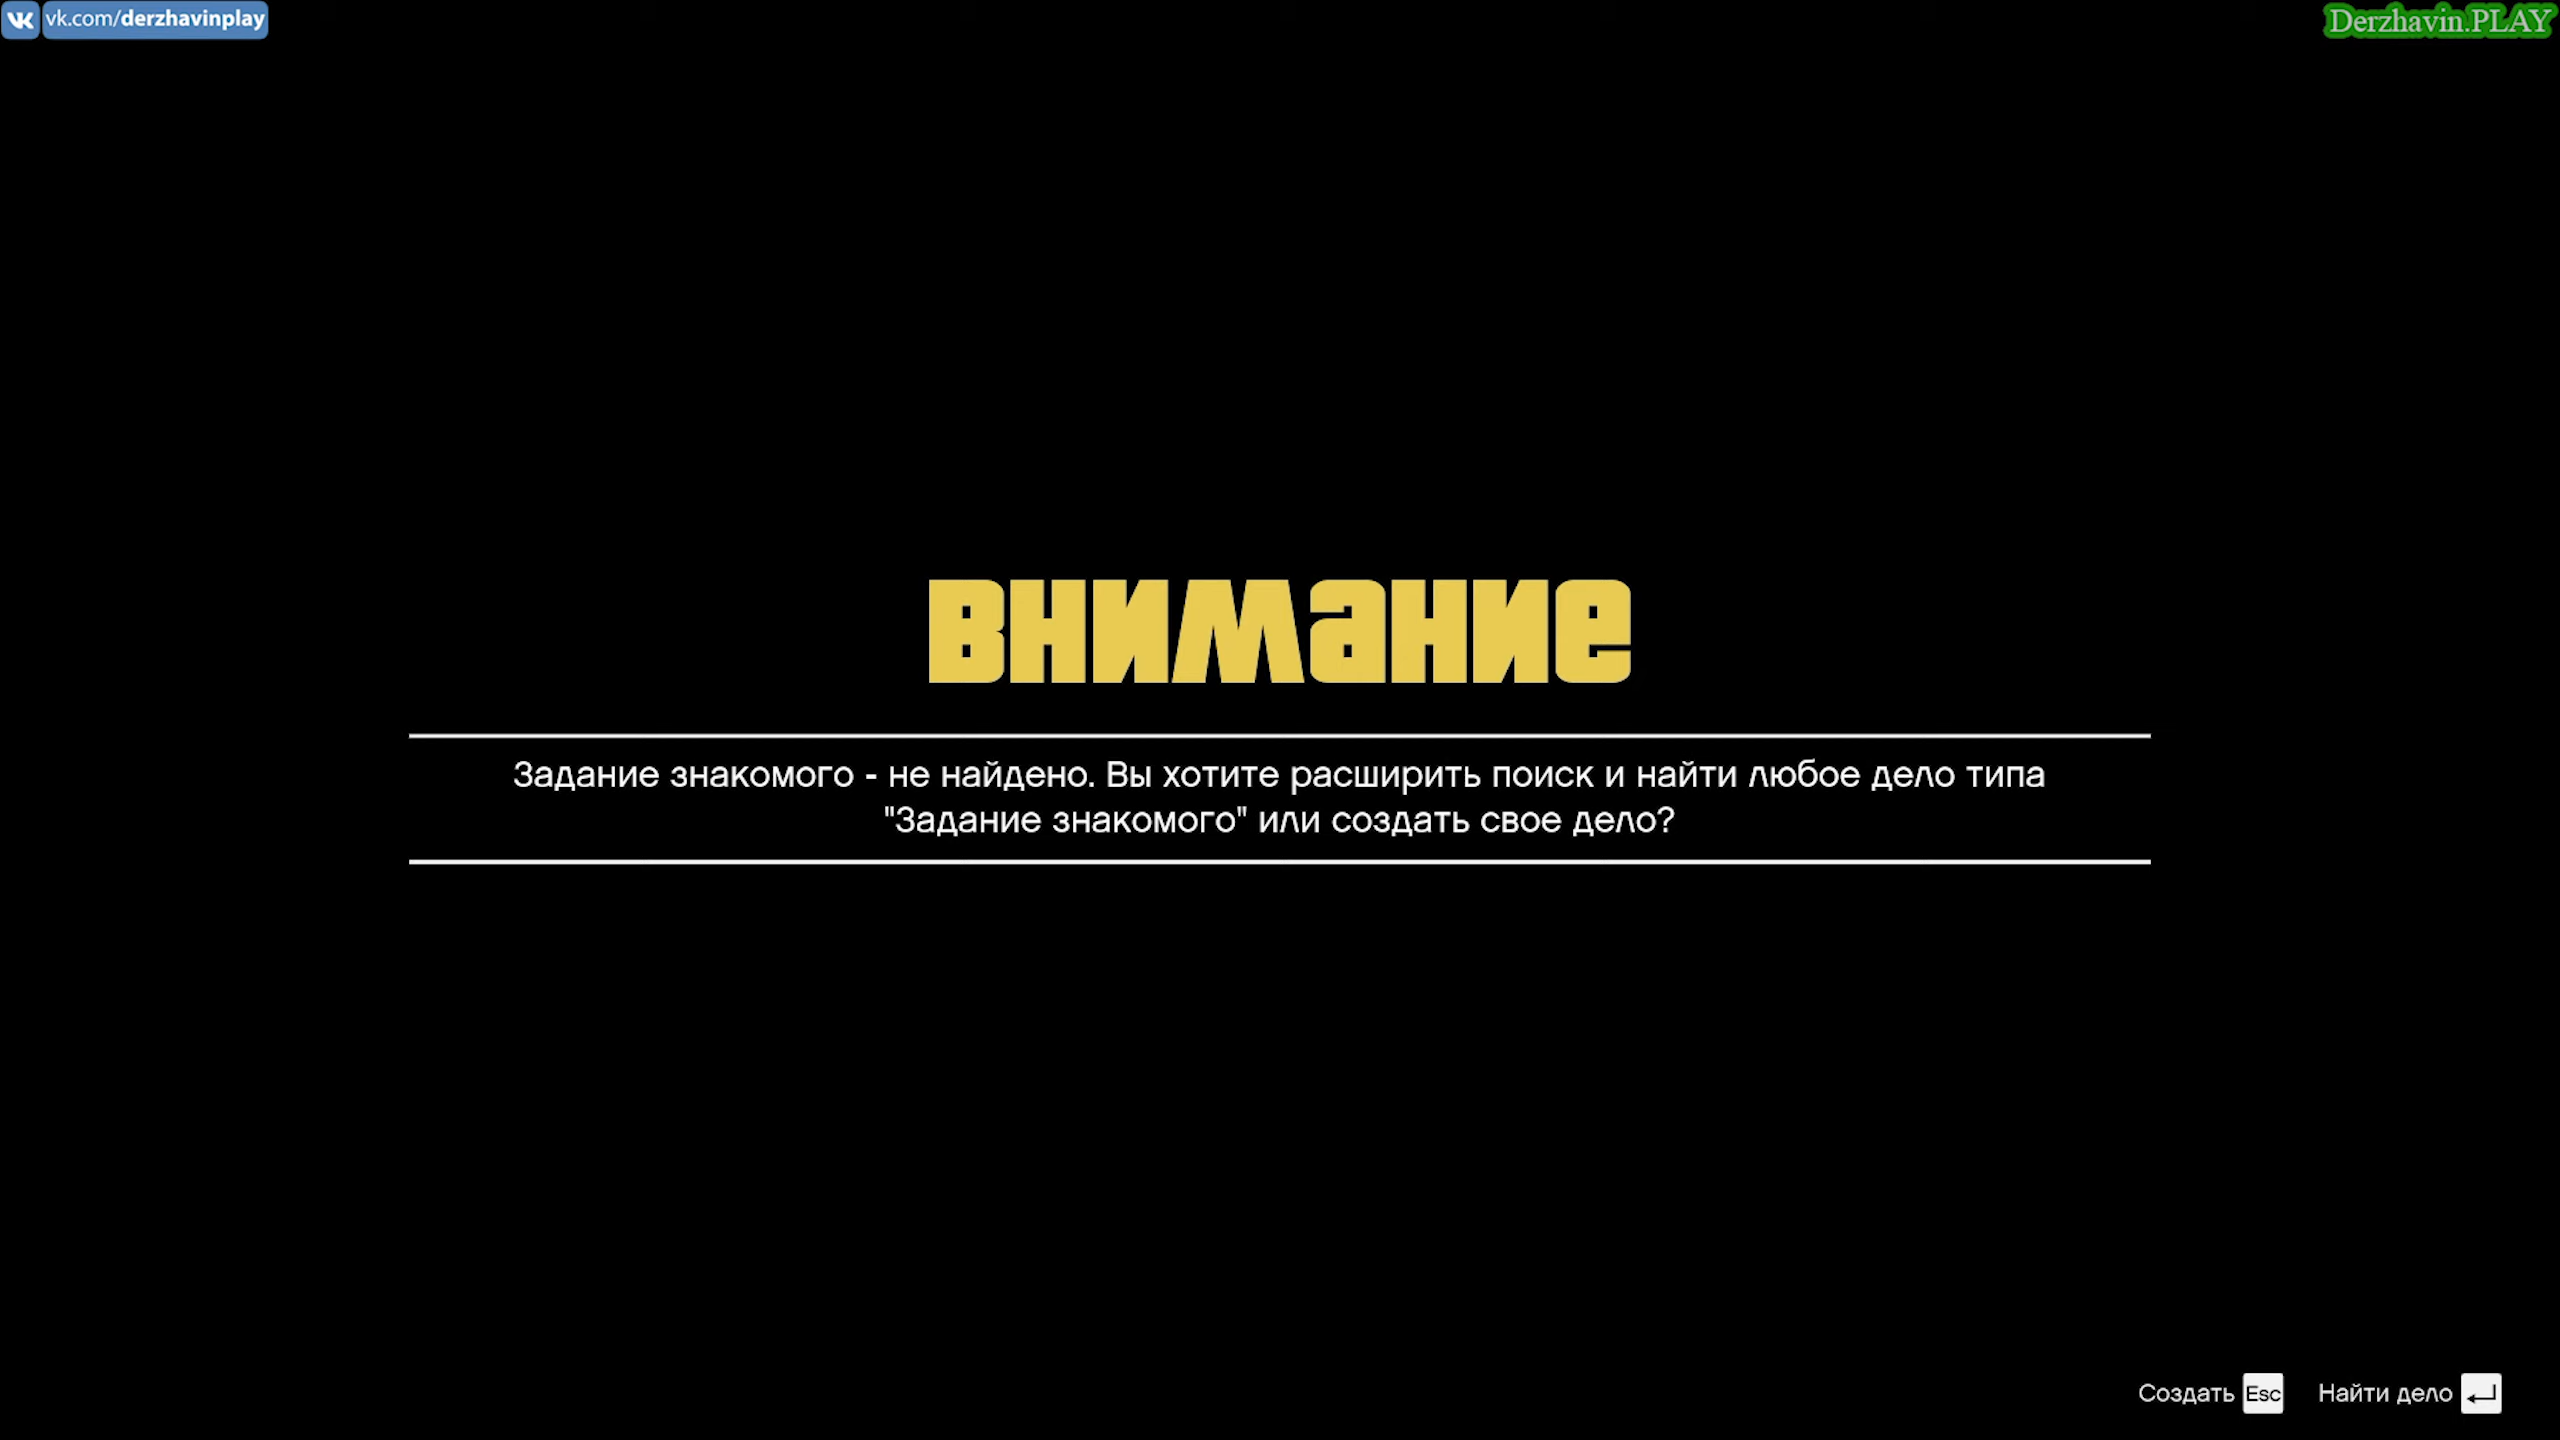 vk.com/derzhavinplay
Derzhavin.PLAY
внимание
Задание знакомого - не найдено. Вы хотите расширить поиск и найти любое дело типа
"Задание знакомого" или создать свое дело?
Создать Esc Найти дело